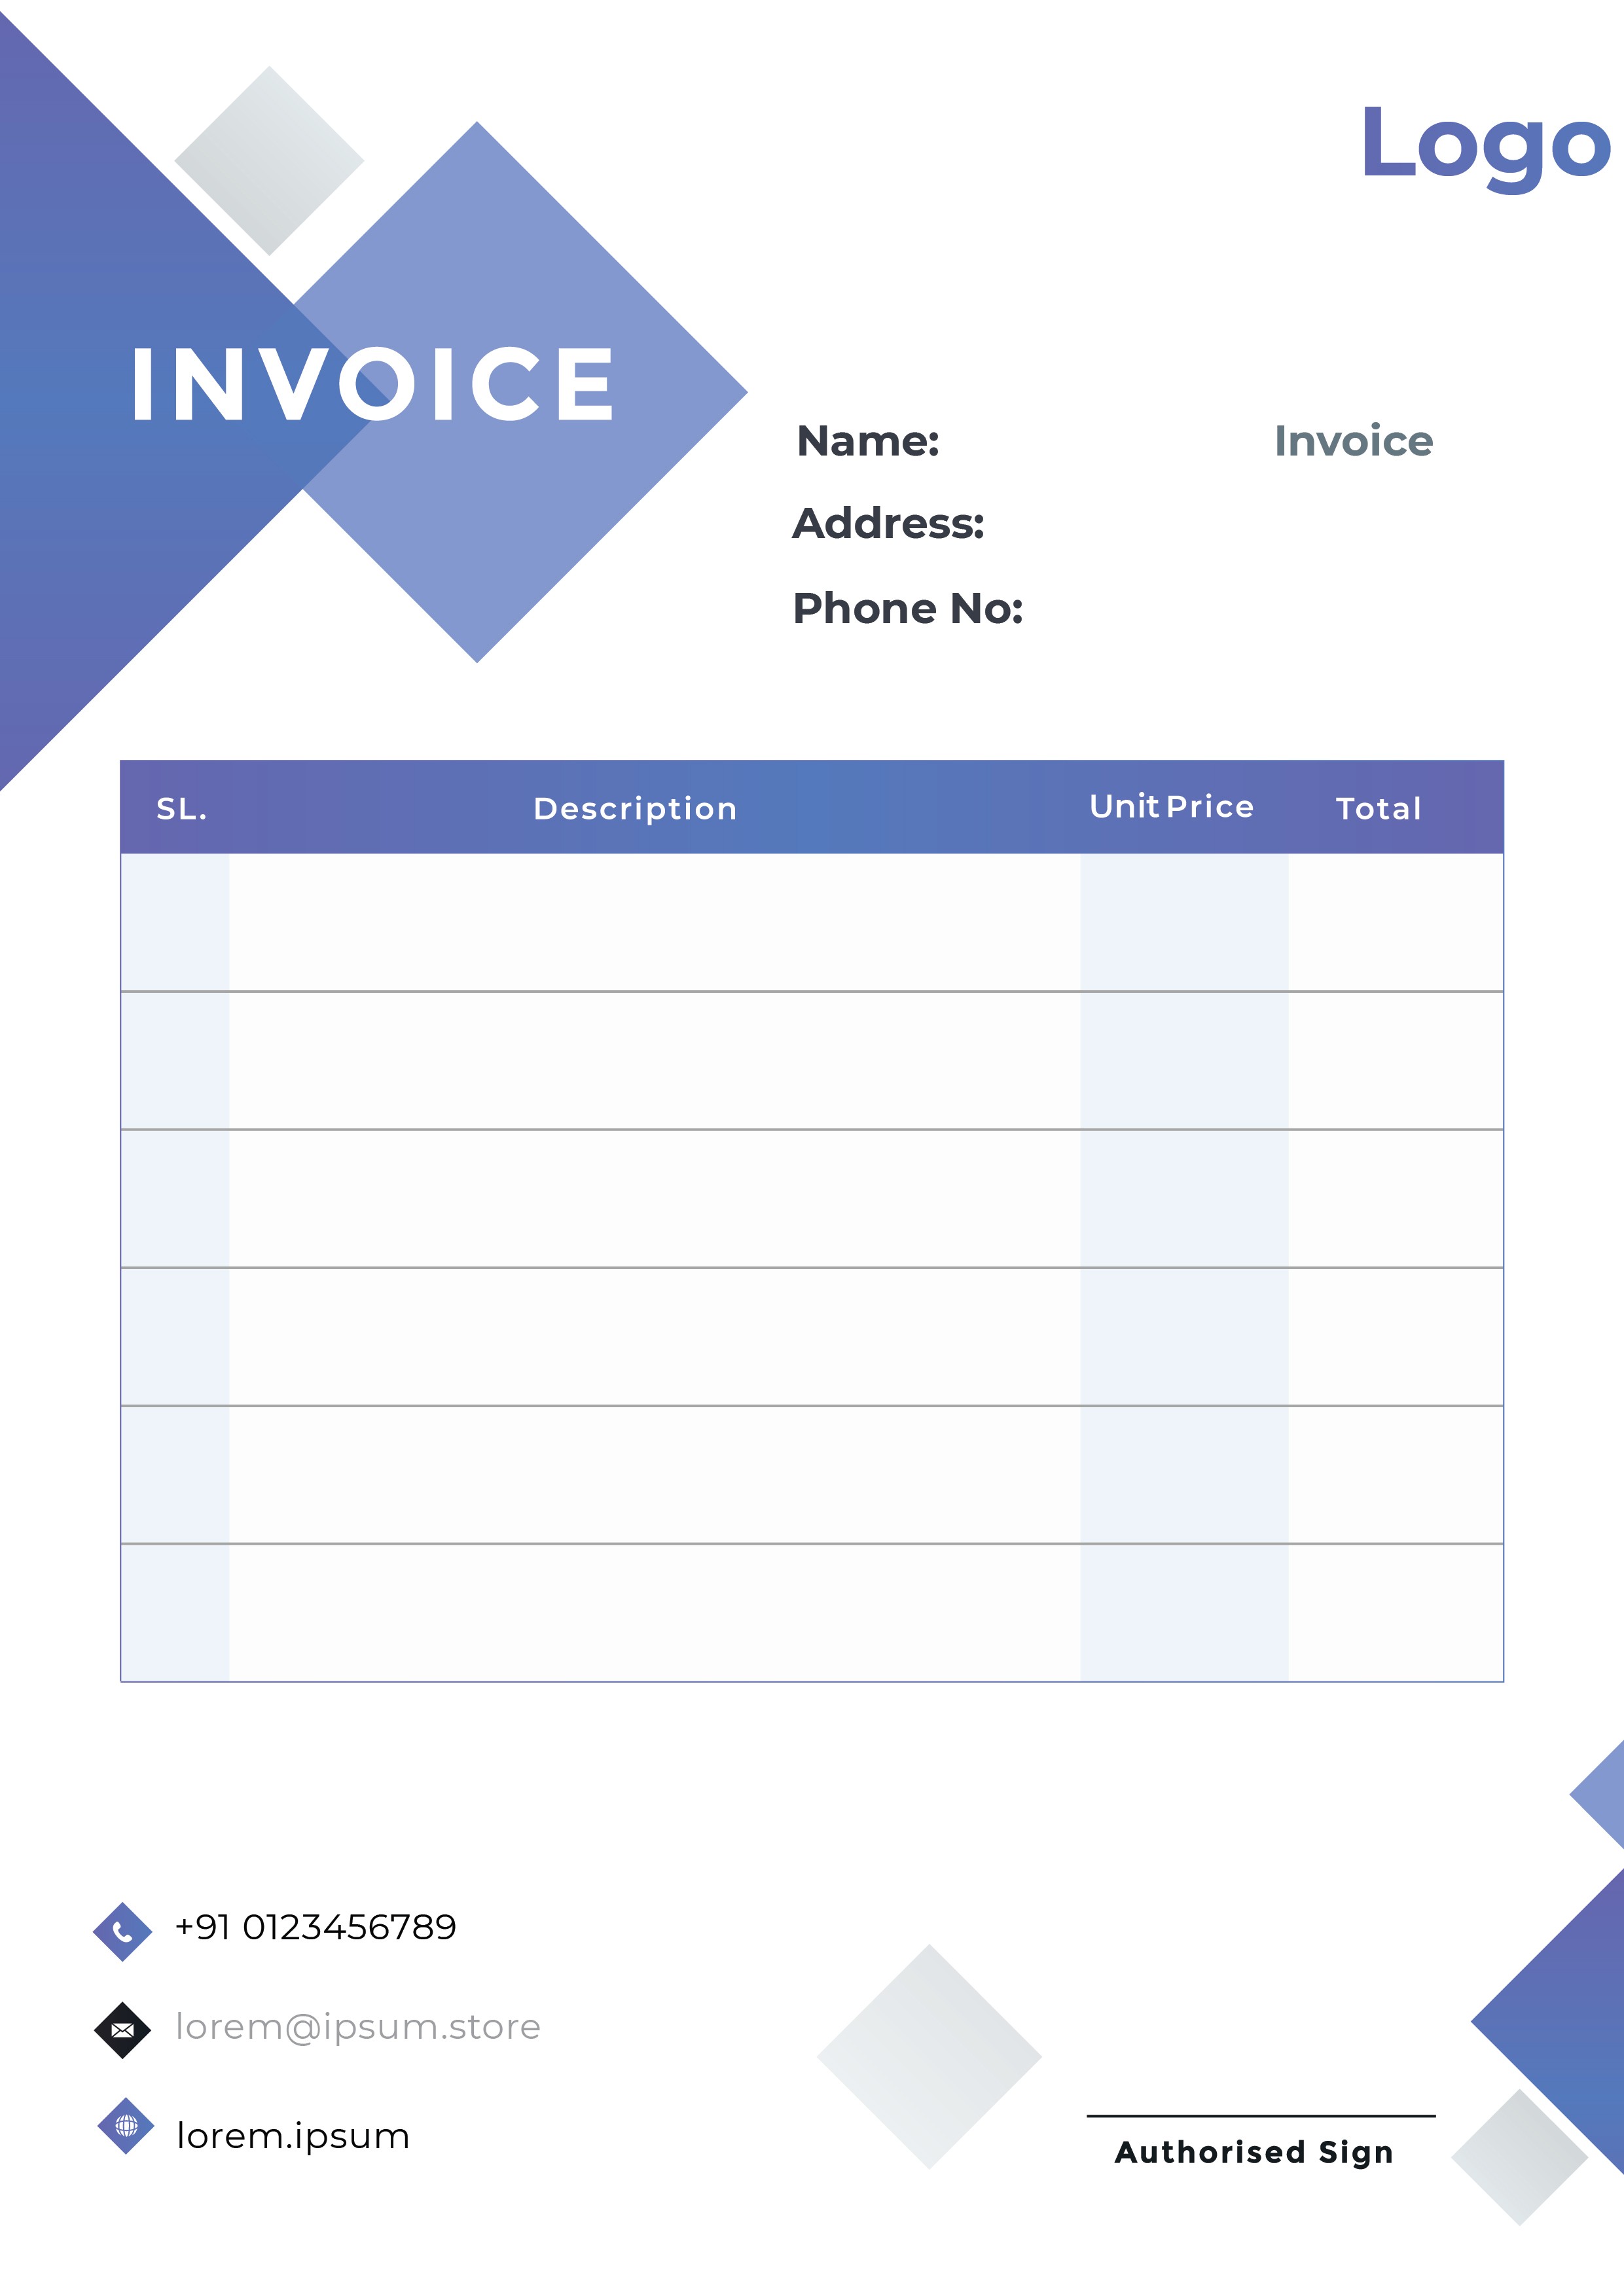 Logo
INVOICE
Name: Invoice
Address:
Phone No:
SL. Description Unit Price Total
+91 0123456789
lorem@ipsum.store
lorem.ipsum
Authorised Sign